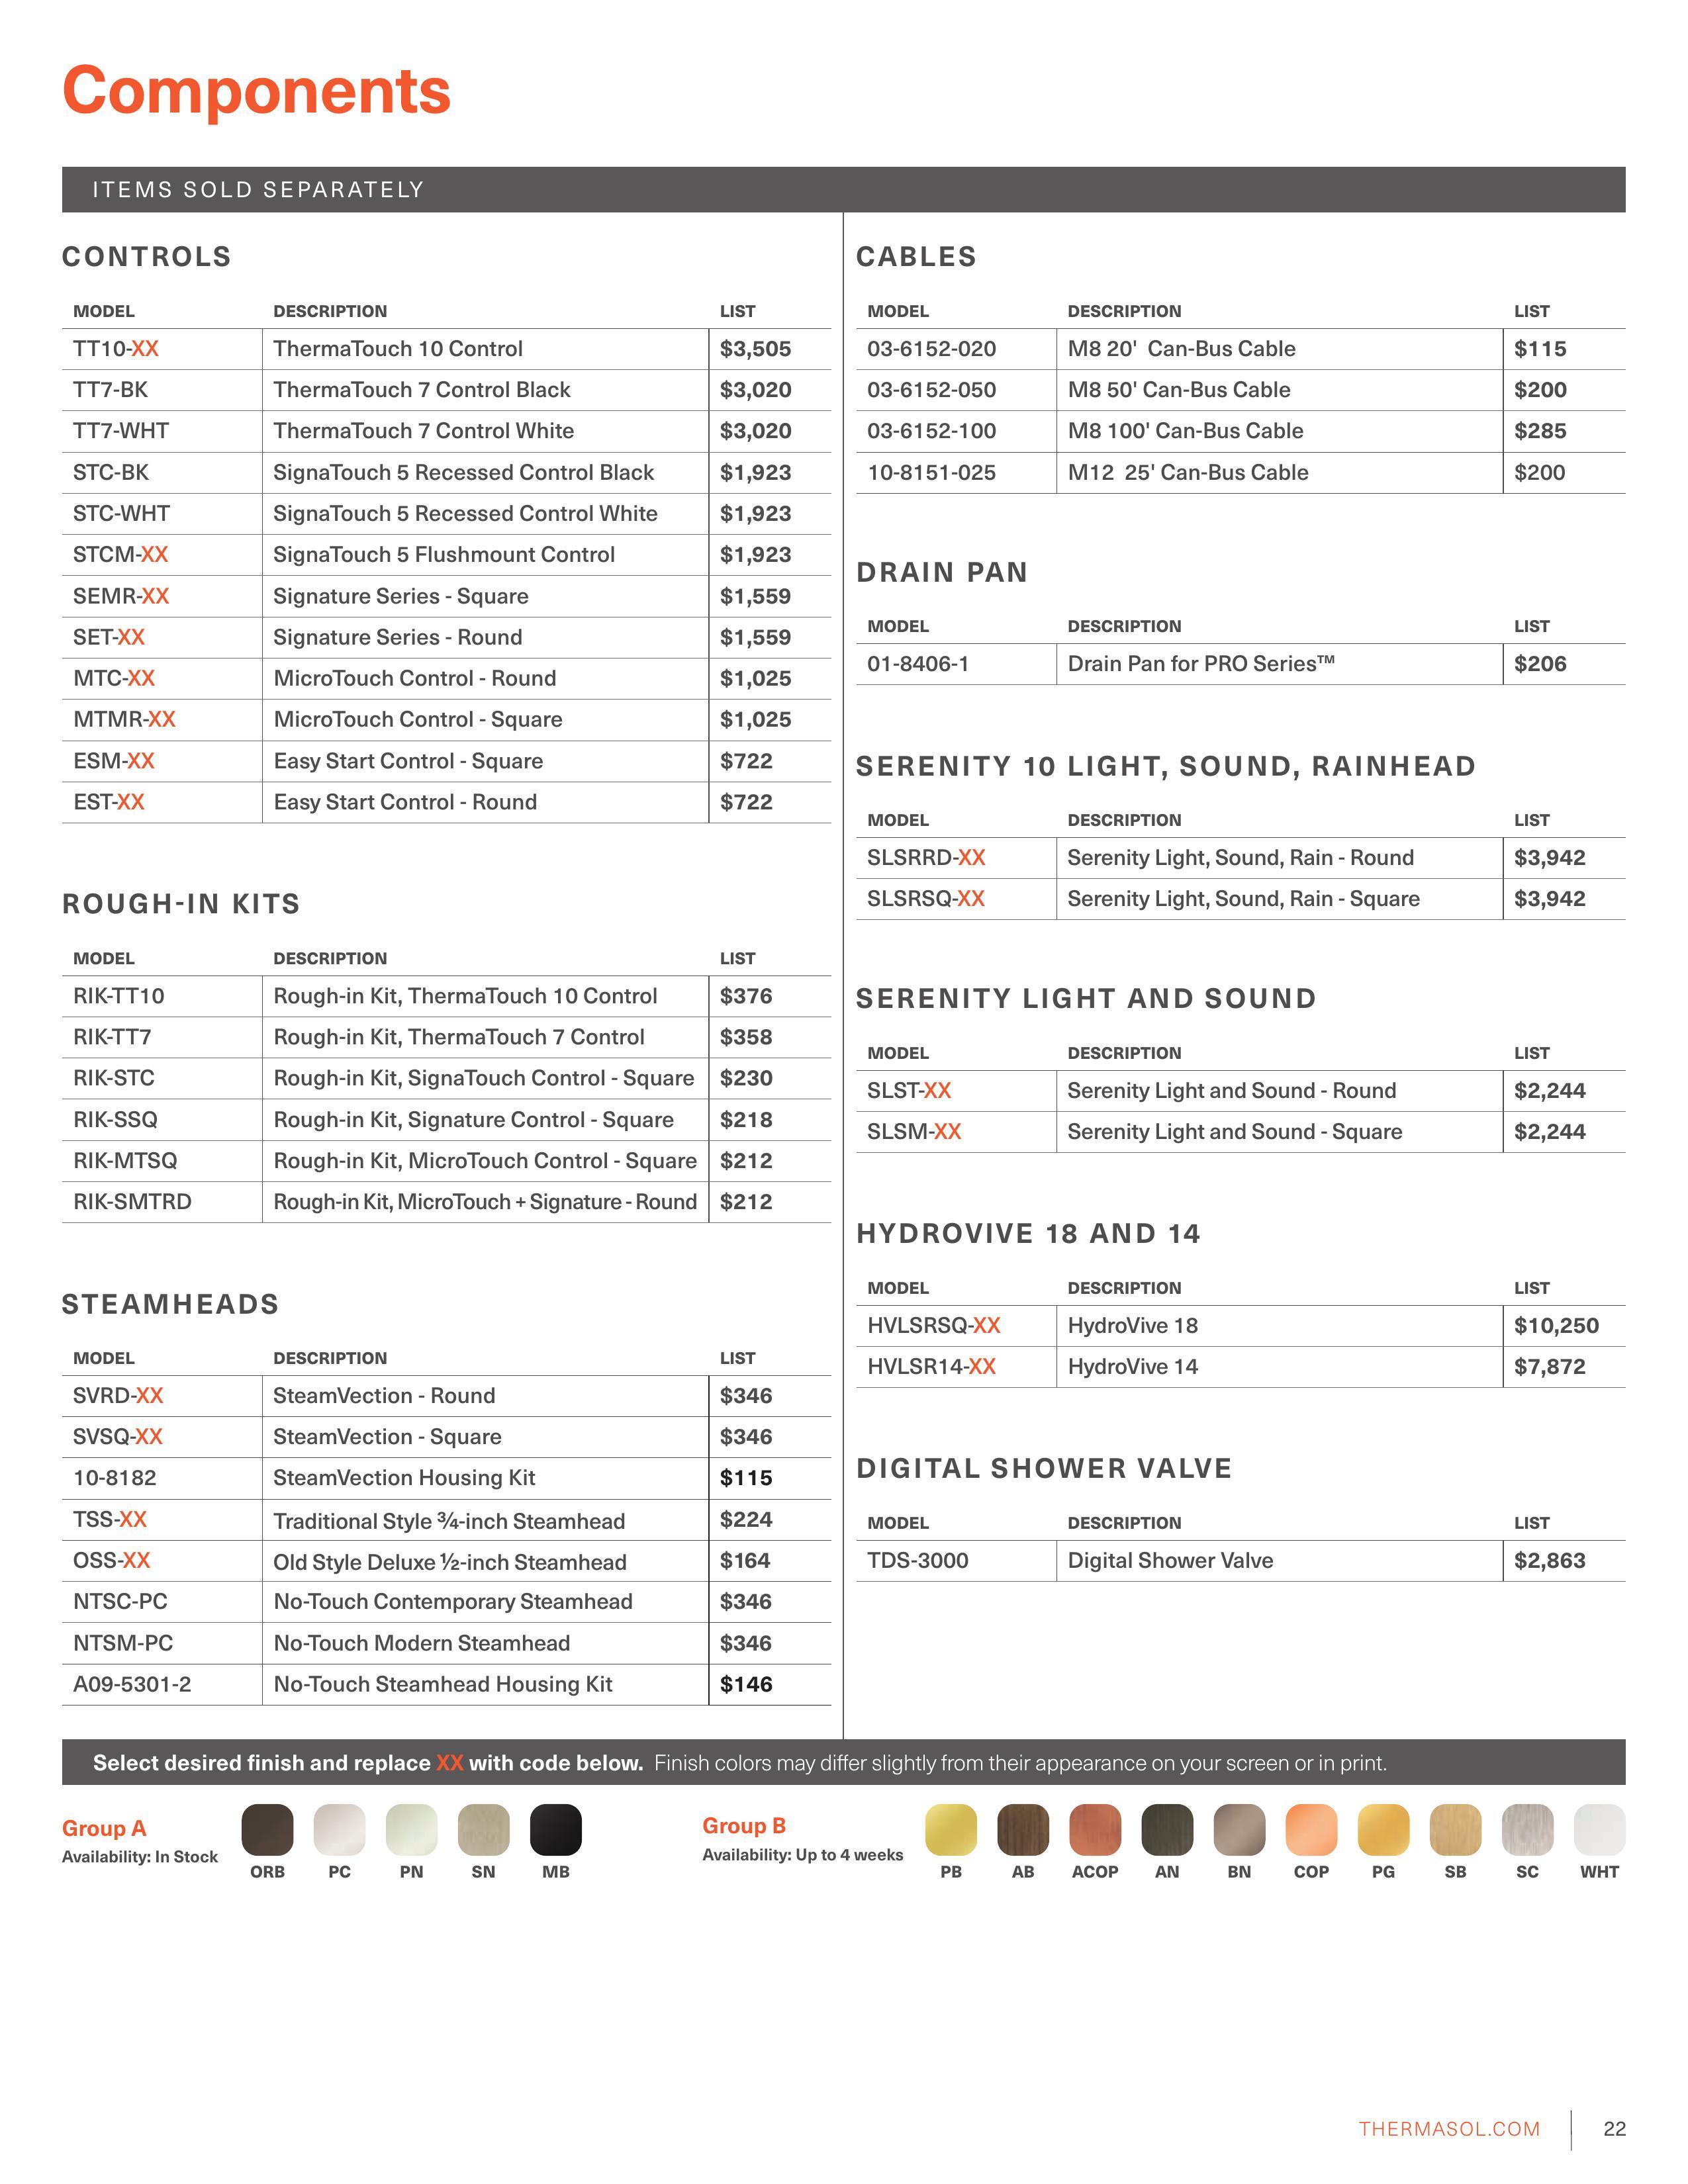 Components
ITEMS SOLD SEPARATELY
CONTROLS
MODEL DESCRIPTION LIST
TT10-XX ThermaTouch 10 Control $3,505
TT7-BK ThermaTouch 7 Control Black $3,020
TT7-WHT ThermaTouch 7 Control White $3,020
STC-BK SignaTouch 5 Recessed Control Black $1,923
STC-WHT SignaTouch 5 Recessed Control White $1,923
STCM-XX SignaTouch 5 Flushmount Control $1,923
SEMR-XX Signature Series - Square $1,559
SET-XX Signature Series - Round $1,559
MTC-XX MicroTouch Control - Round $1,025
MTMR-XX MicroTouch Control - Square $1,025
ESM-XX Easy Start Control - Square $722
EST-XX Easy Start Control - Round $722
ROUGH-IN KITS
MODEL DESCRIPTION LIST
RIK-TT10 Rough-in Kit, ThermaTouch 10 Control $376
RIK-TT7 Rough-in Kit, ThermaTouch 7 Control $358
RIK-STC Rough-in Kit, SignaTouch Control - Square $230
RIK-SSQ Rough-in Kit, Signature Control - Square $218
RIK-MTSQ Rough-in Kit, MicroTouch Control - Square $212
RIK-SMTRD Rough-in Kit, MicroTouch + Signature - Round $212
STEAMHEADS
MODEL DESCRIPTION LIST
SVRD-XX SteamVection - Round $346
SVSQ-XX SteamVection - Square $346
10-8182 SteamVection Housing Kit $115
TSS-XX Traditional Style ¾-inch Steamhead $224
OSS-XX Old Style Deluxe ½-inch Steamhead $164
NTSC-PC No-Touch Contemporary Steamhead $346
NTSM-PC No-Touch Modern Steamhead $346
A09-5301-2 No-Touch Steamhead Housing Kit $146
CABLES
MODEL DESCRIPTION LIST
03-6152-020 M8 20' Can-Bus Cable $115
03-6152-050 M8 50' Can-Bus Cable $200
03-6152-100 M8 100' Can-Bus Cable $285
10-8151-025 M12 25' Can-Bus Cable $200
DRAIN PAN
MODEL DESCRIPTION LIST
01-8406-1 Drain Pan for PRO Series™ $206
SERENITY 10 LIGHT, SOUND, RAINHEAD
MODEL DESCRIPTION LIST
SLSRRD-XX Serenity Light, Sound, Rain - Round $3,942
SLSRSQ-XX Serenity Light, Sound, Rain - Square $3,942
SERENITY LIGHT AND SOUND
MODEL DESCRIPTION LIST
SLST-XX Serenity Light and Sound - Round $2,244
SLSM-XX Serenity Light and Sound - Square $2,244
HYDROVIVE 18 AND 14
MODEL DESCRIPTION LIST
HVLSRSQ-XX HydroVive 18 $10,250
HVLSR14-XX HydroVive 14 $7,872
DIGITAL SHOWER VALVE
MODEL DESCRIPTION LIST
TDS-3000 Digital Shower Valve $2,863
Select desired finish and replace XX with code below. Finish colors may differ slightly from their appearance on your screen or in print.
Group A
Availability: In Stock
ORB PC PN SN MB
Group B
Availability: Up to 4 weeks
PB AB ACOP AN BN COP PG SB SC WHT
THERMASOL.COM 22